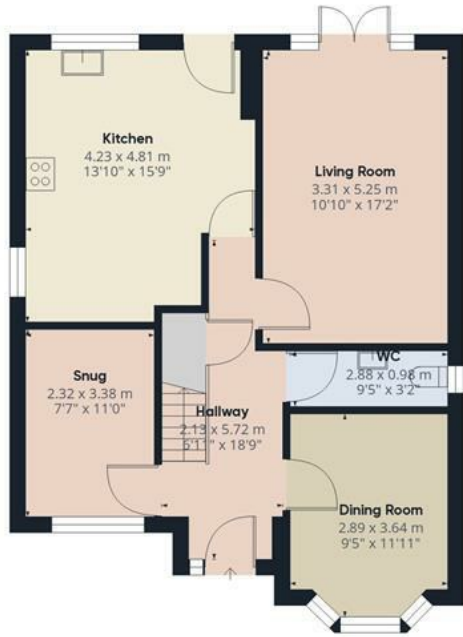 Kitchen
4.23 x 4.81 m
13'10" x 15'9"
Living Room
3.31 x 5.25 m
10'10" x 17'2"
Snug
2.32 x 3.38 m
7'7" x 11'0"
WC
2.88 x 0.98 m
9'5" x 3'2"
Hallway
2.13 x 5.72 m
6'11" x 18'9"
Dining Room
2.89 x 3.64 m
9'5" x 11'11"